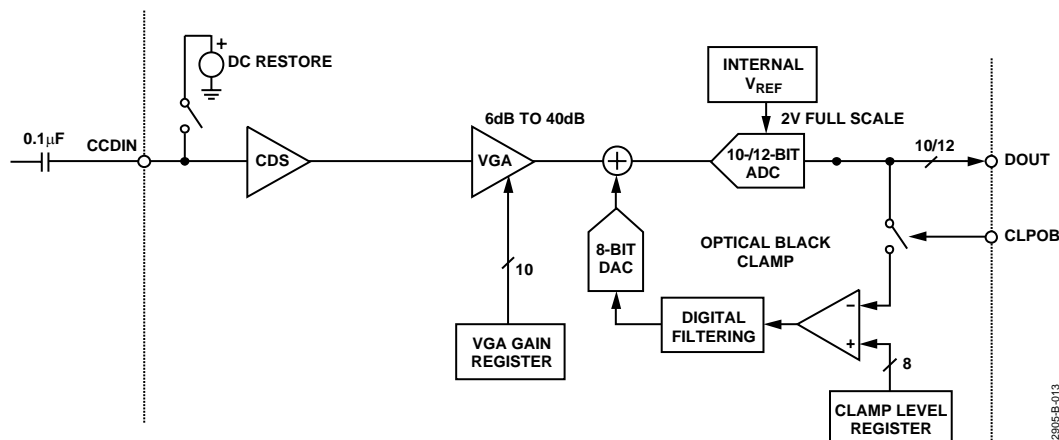 +
DC RESTORE
INTERNAL
VREF
0.1μF
CCDIN
6dB TO 40dB
2V FULL SCALE
CDS
VGA
+
10-/12-BIT
ADC
10/12
DOUT
8-BIT
DAC
OPTICAL BLACK
CLAMP
CLPOB
10
–
DIGITAL
FILTERING
+
VGA GAIN
REGISTER
8
CLAMP LEVEL
REGISTER
2905-B-013